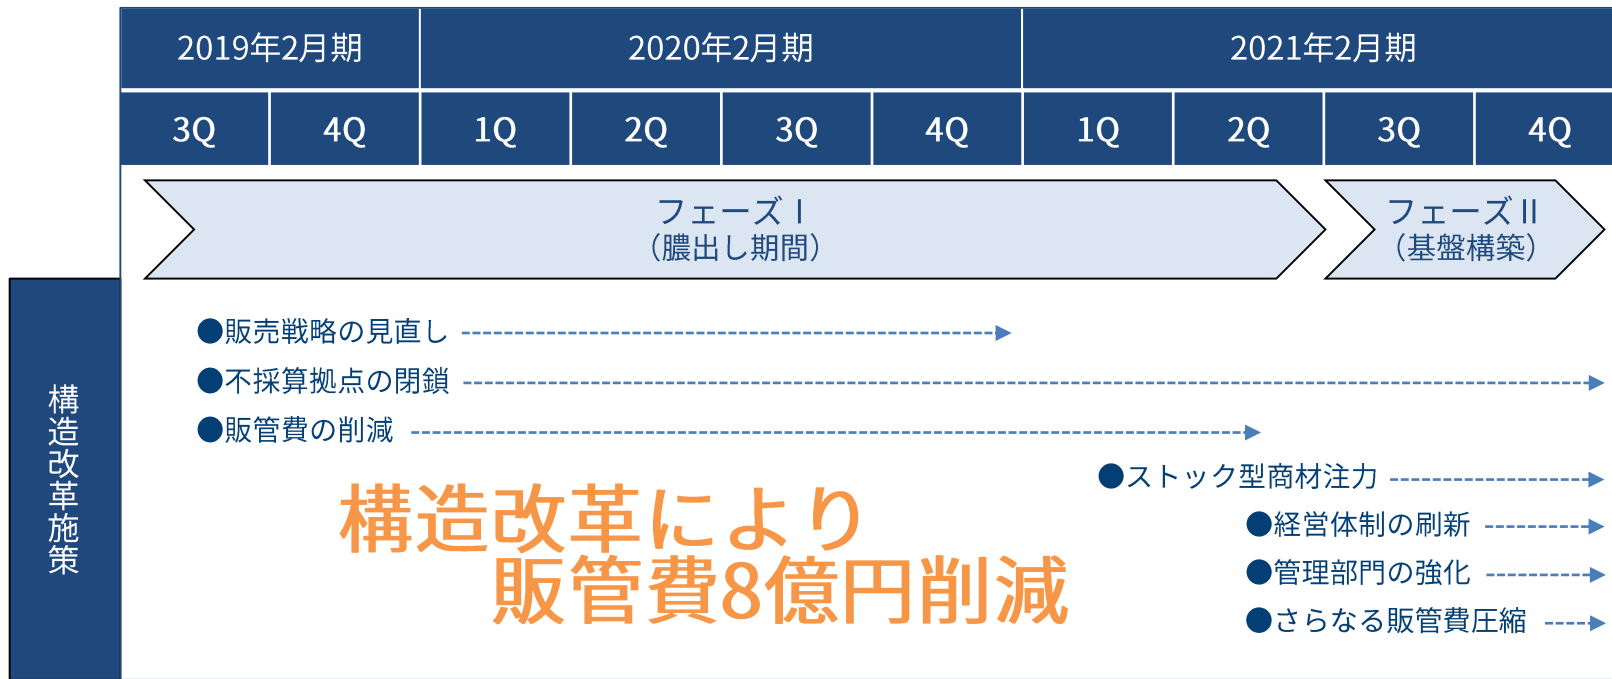 2019年2月期 2020年2月期 2021年2月期
3Q 4Q 1Q 2Q 3Q 4Q 1Q 2Q 3Q 4Q
フェーズⅠ
（膿出し期間）
フェーズⅡ
（基盤構築）
構造改革施策
●販売戦略の見直し
●不採算拠点の閉鎖
●販管費の削減
●ストック型商材注力
●経営体制の刷新
●管理部門の強化
●さらなる販管費圧縮
構造改革により
販管費8億円削減